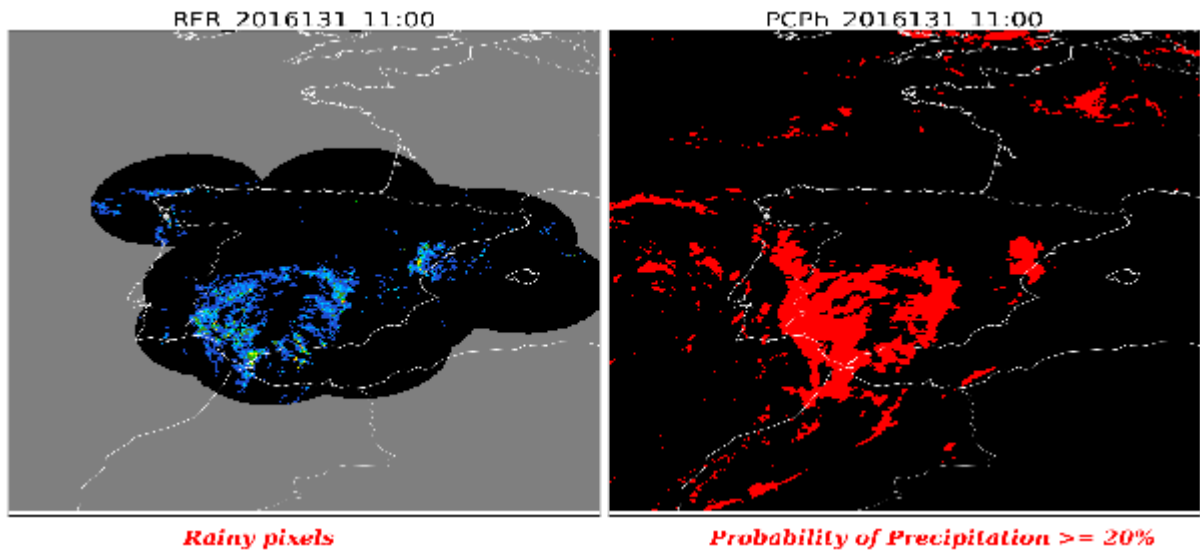 RFR_2016131_11:00
PCPh_2016131_11:00
Rainy pixels
Probability of Precipitation >= 20%